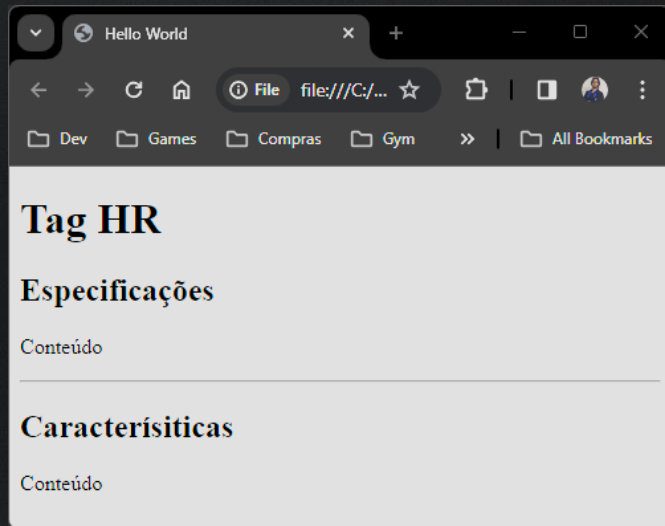 Hello World
File file:///C:/...
Dev Games Compras Gym All Bookmarks
Tag HR
Especificações
Conteúdo
Caracterísiticas
Conteúdo